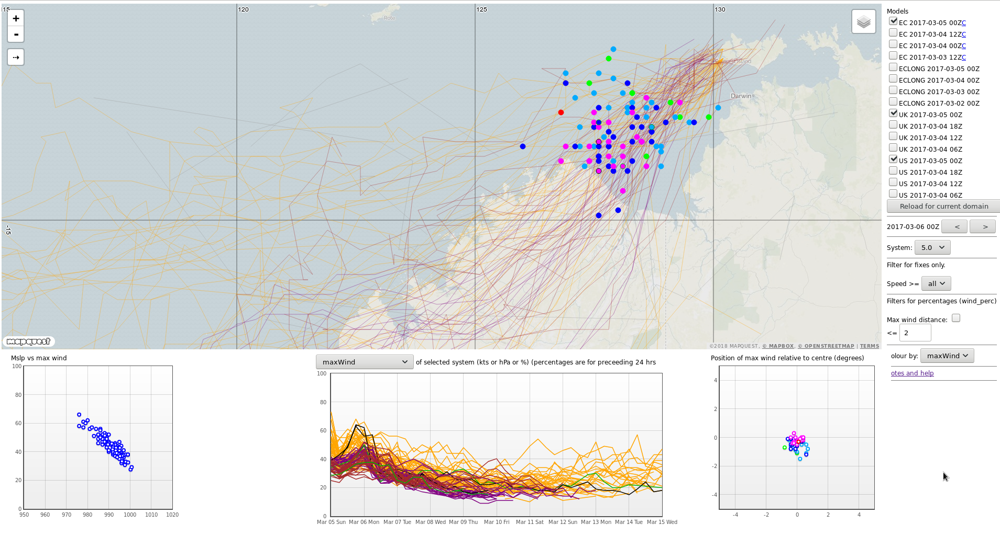 115
120
125
130
+
-
Rote
Bathurst Island
Darwin
-15
mapquest
©2018 MAPQUEST, © MAPBOX, © OPENSTREETMAP | TERMS
Models
EC 2017-03-05 00ZC
EC 2017-03-04 12ZC
EC 2017-03-04 00ZC
EC 2017-03-03 12ZC
ECLONG 2017-03-05 00Z
ECLONG 2017-03-04 00Z
ECLONG 2017-03-03 00Z
ECLONG 2017-03-02 00Z
UK 2017-03-05 00Z
UK 2017-03-04 18Z
UK 2017-03-04 12Z
UK 2017-03-04 06Z
US 2017-03-05 00Z
US 2017-03-04 18Z
US 2017-03-04 12Z
US 2017-03-04 06Z
Reload for current domain
2017-03-06 00Z < >
System: 5.0
Filter for fixes only.
Speed >= all
Filters for percentages (wind_perc)
Max wind distance:
<= 2
olour by: maxWind
otes and help
Mslp vs max wind
100
80
60
40
20
0
950 960 970 980 990 1000 1010 1020
maxWind of selected system (kts or hPa or %) (percentages are for preceeding 24 hrs
100
80
60
40
20
0
Mar 05 Sun Mar 06 Mon Mar 07 Tue Mar 08 Wed Mar 09 Thu Mar 10 Fri Mar 11 Sat Mar 12 Sun Mar 13 Mon Mar 14 Tue Mar 15 Wed
Position of max wind relative to centre (degrees)
4
2
0
-2
-4
-4 -2 0 2 4